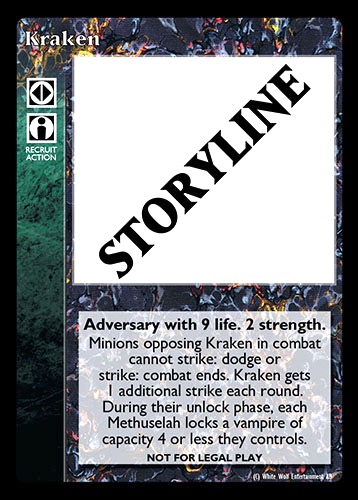 Kraken
RECRUIT
ACTION
STORYLINE
Adversary with 9 life. 2 strength.
Minions opposing Kraken in combat
cannot strike: dodge or
strike: combat ends. Kraken gets
1 additional strike each round.
During their unlock phase, each
Methuselah locks a vampire of
capacity 4 or less they controls.
NOT FOR LEGAL PLAY
(C) White Wolf Entertainment AB